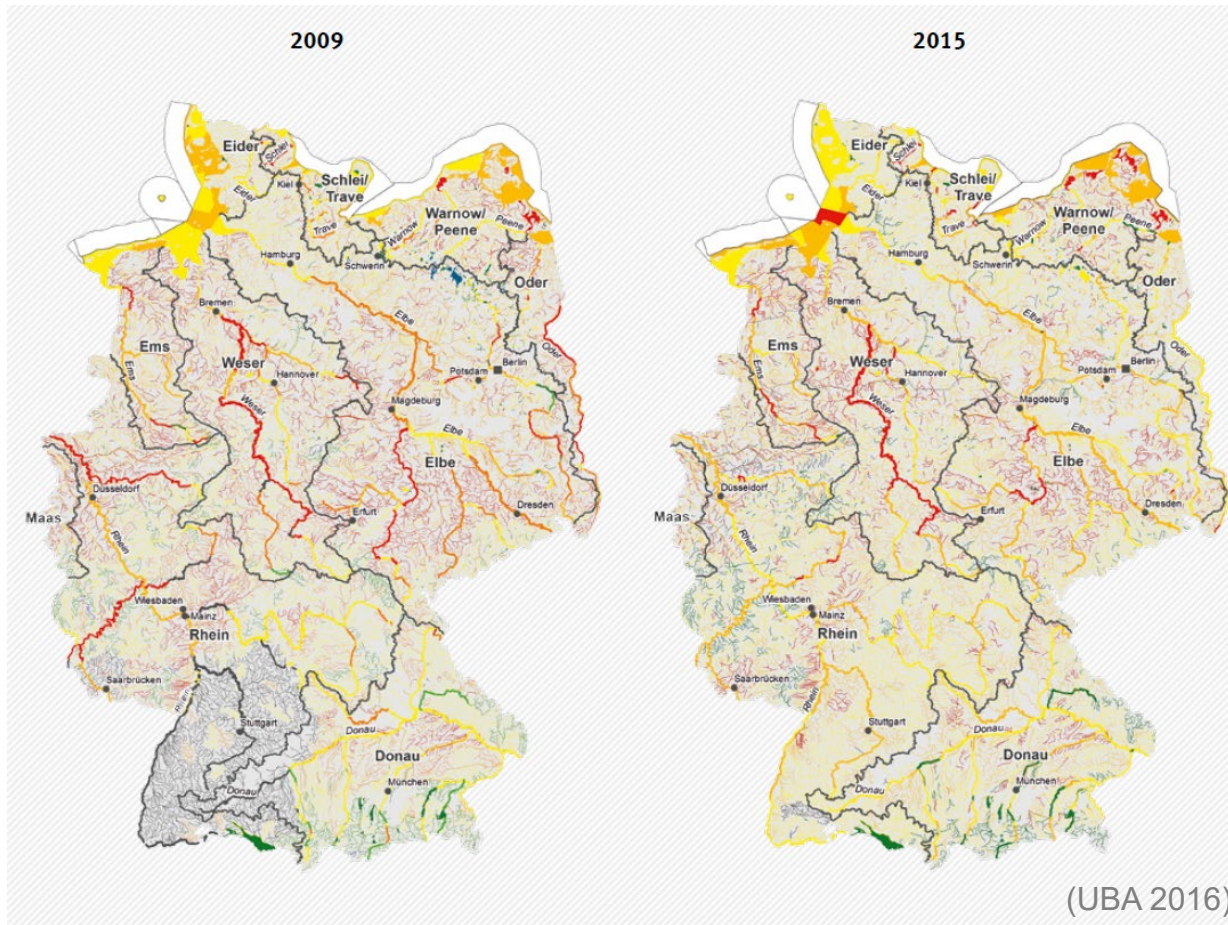 2009
Eider
Schlei
Kiel
Schlei/
Trave
Eider
Trave
Warnow/
Peene
Warnow
Peene
Hamburg
Schwerin
Oder
Bremen
Elbe
Ems
Ems
Weser
Hannover
Potsdam
Berlin
Oder
Weser
Magdeburg
Elbe
Elbe
Düsseldorf
Maas
Erfurt
Dresden
Rhein
Wiesbaden
Mainz
Rhein
Saarbrücken
Rhein
Stuttgart
Donau
Donau
München
Donau
2015
Eider
Schlei
Kiel
Schlei/
Trave
Eider
Trave
Warnow/
Peene
Warnow
Peene
Hamburg
Schwerin
Oder
Bremen
Elbe
Ems
Ems
Weser
Hannover
Potsdam
Berlin
Oder
Weser
Magdeburg
Elbe
Elbe
Düsseldorf
Maas
Erfurt
Dresden
Rhein
Wiesbaden
Mainz
Rhein
Saarbrücken
Rhein
Stuttgart
Donau
Donau
München
(UBA 2016)